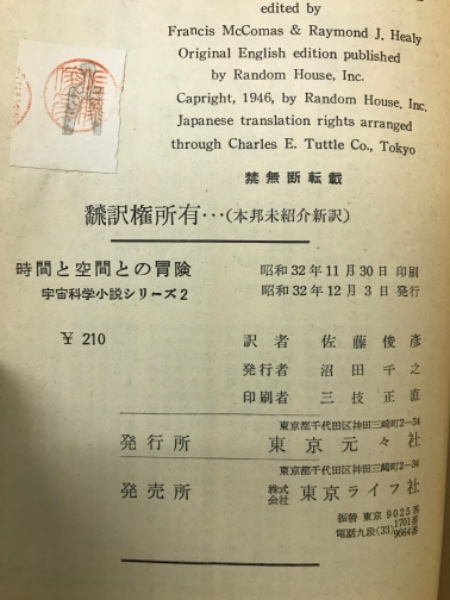 edited by
Francis McComas & Raymond J. Healy
Original English edition published
by Random House, Inc.
Capright, 1946, by Random House, Inc.
Japanese translation rights arranged
through Charles E. Tuttle Co., Tokyo
禁無断転載
飜訳権所有…(本邦未紹介新訳)
時間と空間との冒険
宇宙科学小説シリーズ2
昭和32年11月30日 印刷
昭和32年12月3日 発行
¥ 210
訳者 佐藤俊彦
発行者 沼田千之
印刷者 三技正直
東京都千代田区神田三崎町2―34
発行所 東京元々社
東京都千代田区神田三崎町2―34
発売所 株式会社 東京ライフ社
振替 東京 9025番
電話九段(33) 1701番 9664番